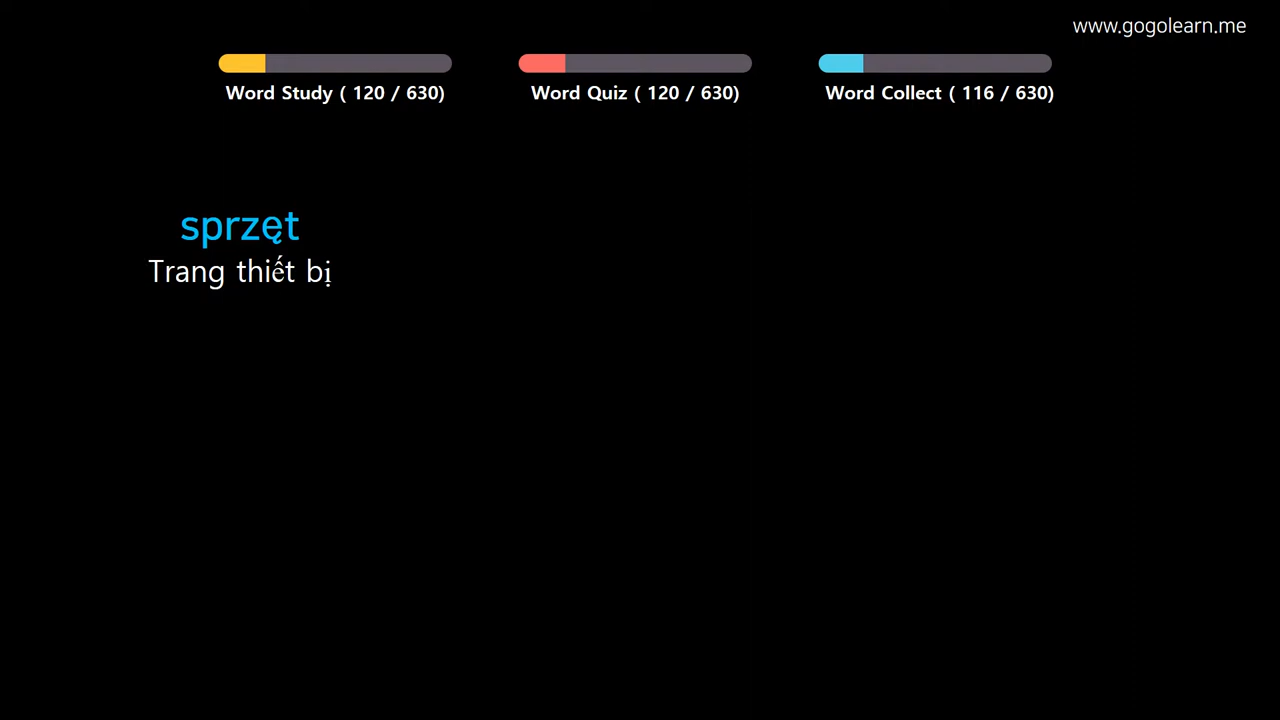 www.gogolearn.me
Word Study ( 120 / 630)
Word Quiz ( 120 / 630)
Word Collect ( 116 / 630)
sprzęt
Trang thiết bị